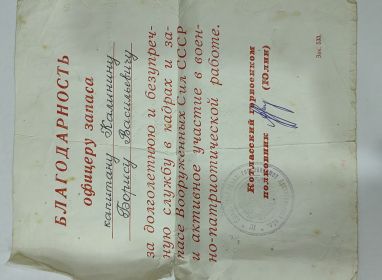 БЛАГОДАРНОСТЬ
офицеру запаса
капитану Калинину
Борису Васильевичу
за долголетнюю и безупреч-
ную службу в кадрах и за-
пасе Вооруженных Сил СССР
и активное участие в воен-
но-патриотической работе.
Котласский горвоенком
полковник (Юлин)
Зак. 530.